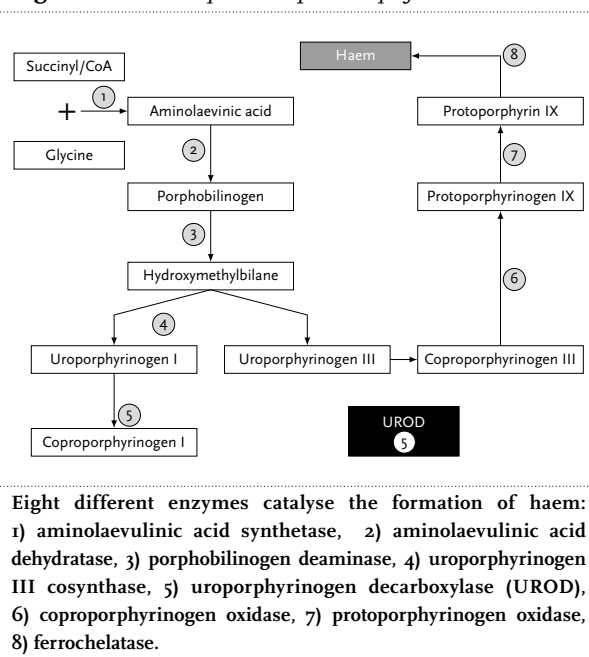 Succinyl/CoA
Haem
8
1
+
Aminolaevinic acid
Protoporphyrin IX
Glycine
2
7
Porphobilinogen
Protoporphyrinogen IX
3
Hydroxymethylbilane
6
4
Uroporphyrinogen I
Uroporphyrinogen III
Coproporphyrinogen III
5
UROD
5
Coproporphyrinogen I
Eight different enzymes catalyse the formation of haem:
1) aminolaevulinic acid synthetase, 2) aminolaevulinic acid
dehydratase, 3) porphobilinogen deaminase, 4) uroporphyrinogen
III cosynthase, 5) uroporphyrinogen decarboxylase (UROD),
6) coproporphyrinogen oxidase, 7) protoporphyrinogen oxidase,
8) ferrochelatase.